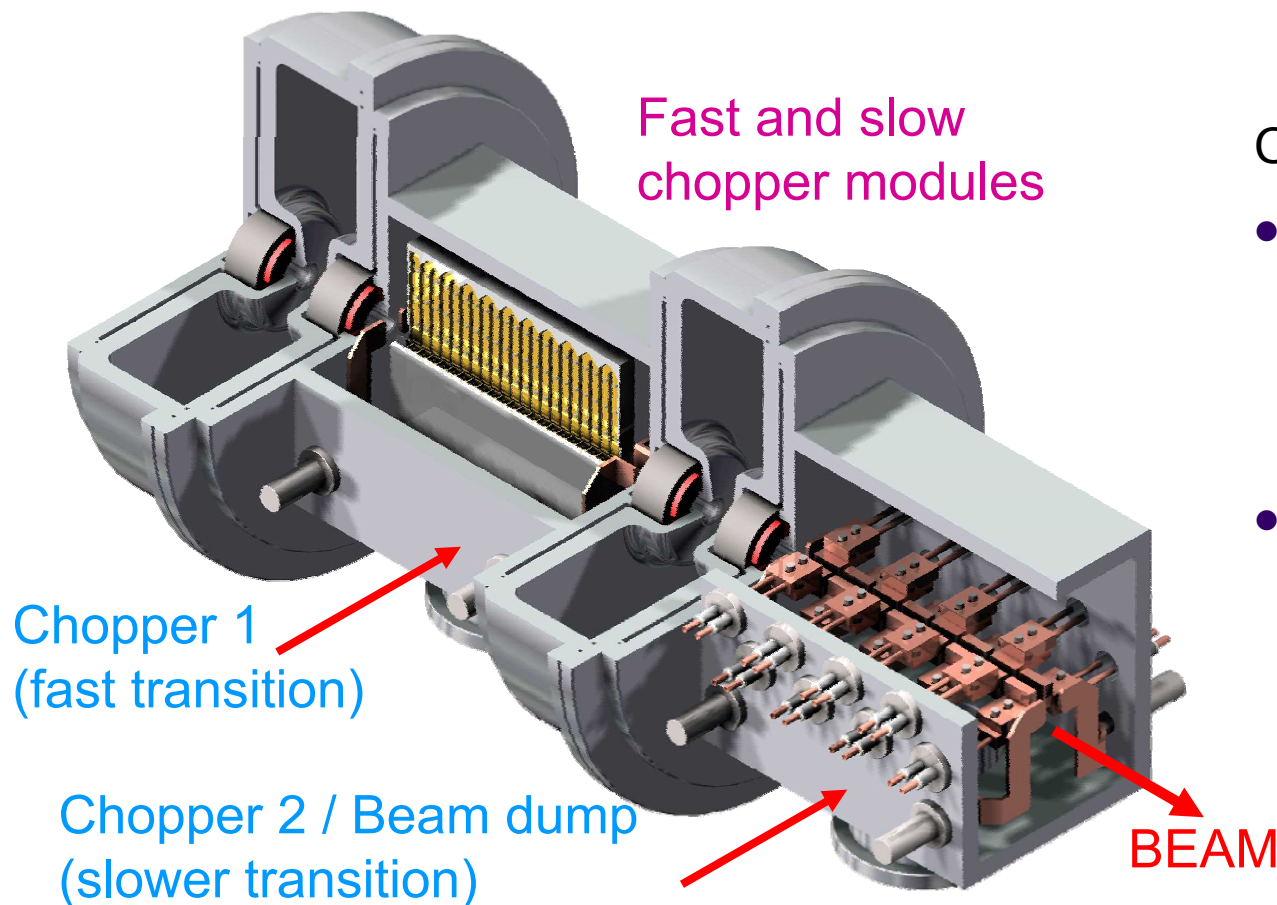 Fast and slow
chopper modules
Chopper 1
(fast transition)
Chopper 2 / Beam dump
(slower transition)
BEAM